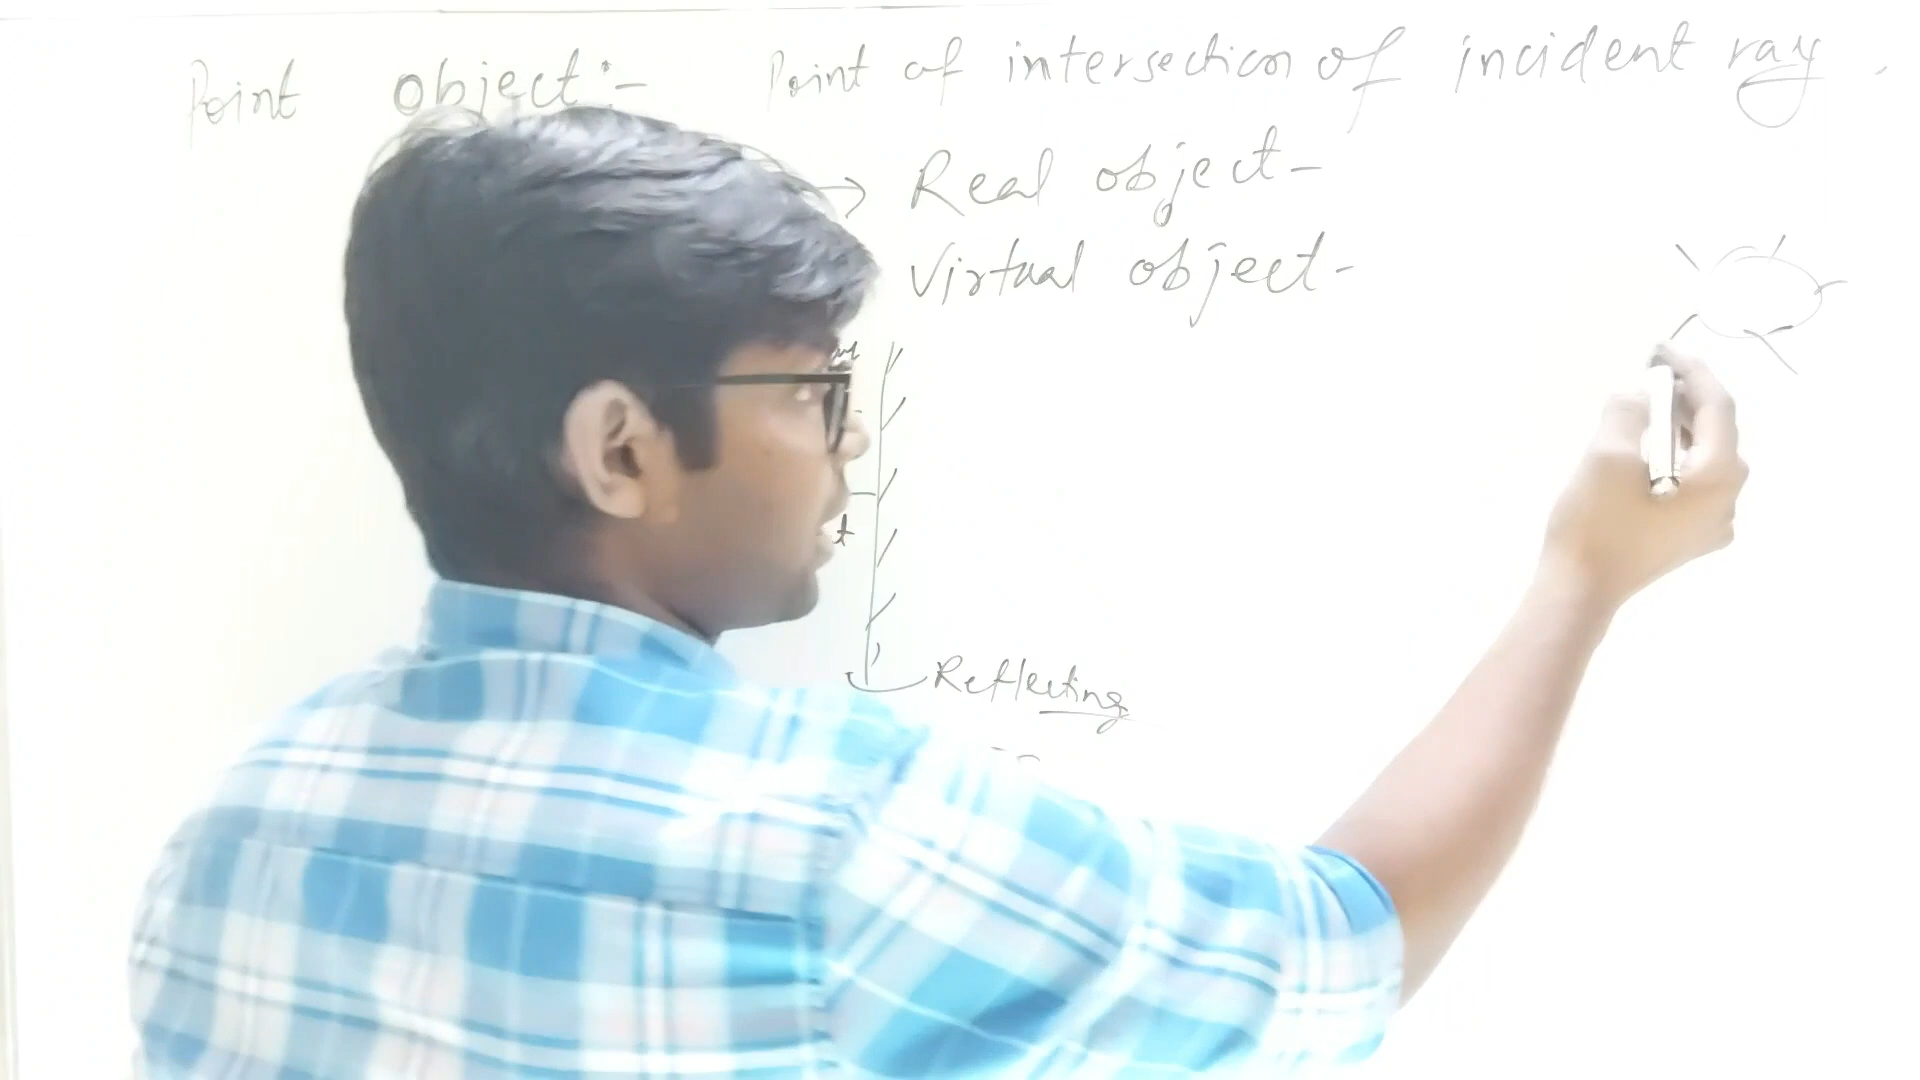 Point object:- Point of intersection of incident ray.
→ Real object-
Virtual object-
Reflecting